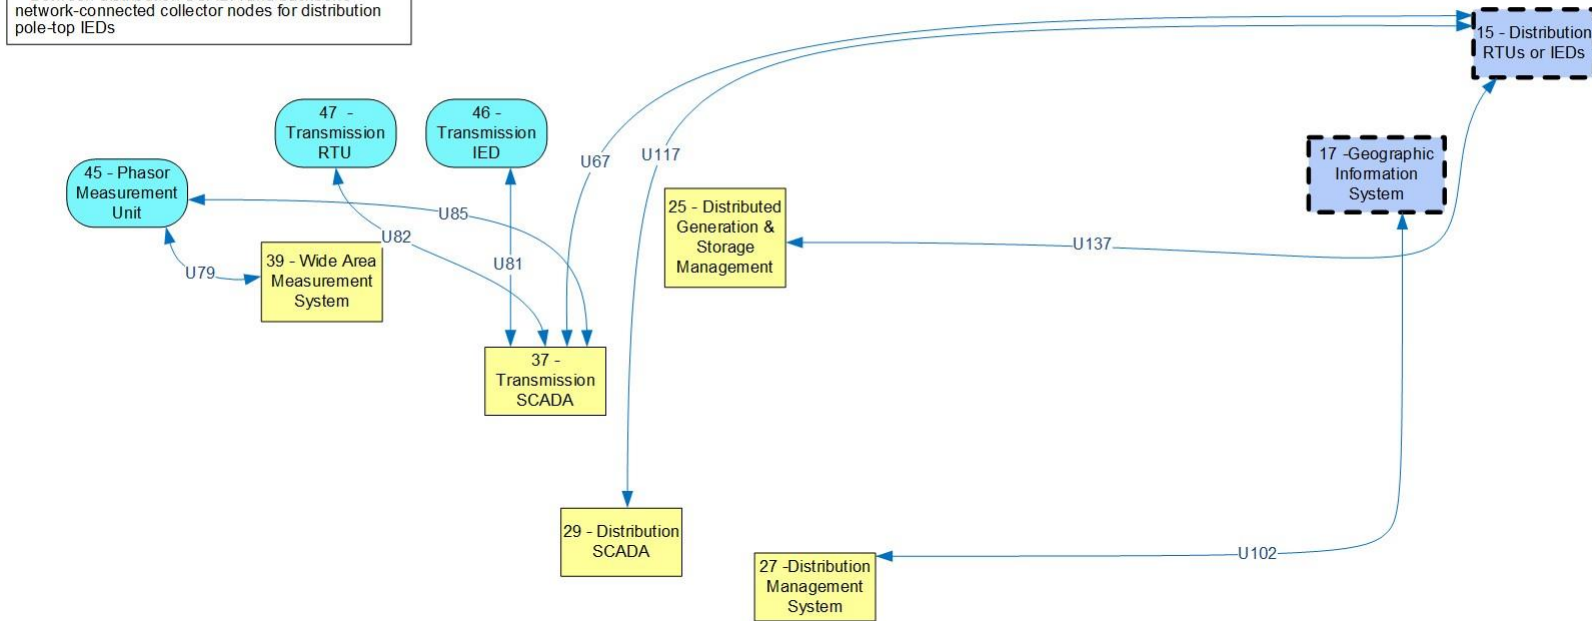 network-connected collector nodes for distribution
pole-top IEDs
15 - Distribution
RTUs or IEDs
47 -
Transmission
RTU
46 -
Transmission
IED
U67
U117
17 -Geographic
Information
System
45 - Phasor
Measurement
Unit
25 - Distributed
Generation &
Storage
Management
U85
U82
U137
U79
39 - Wide Area
Measurement
System
U81
37 -
Transmission
SCADA
29 - Distribution
SCADA
27 -Distribution
Management
System
U102